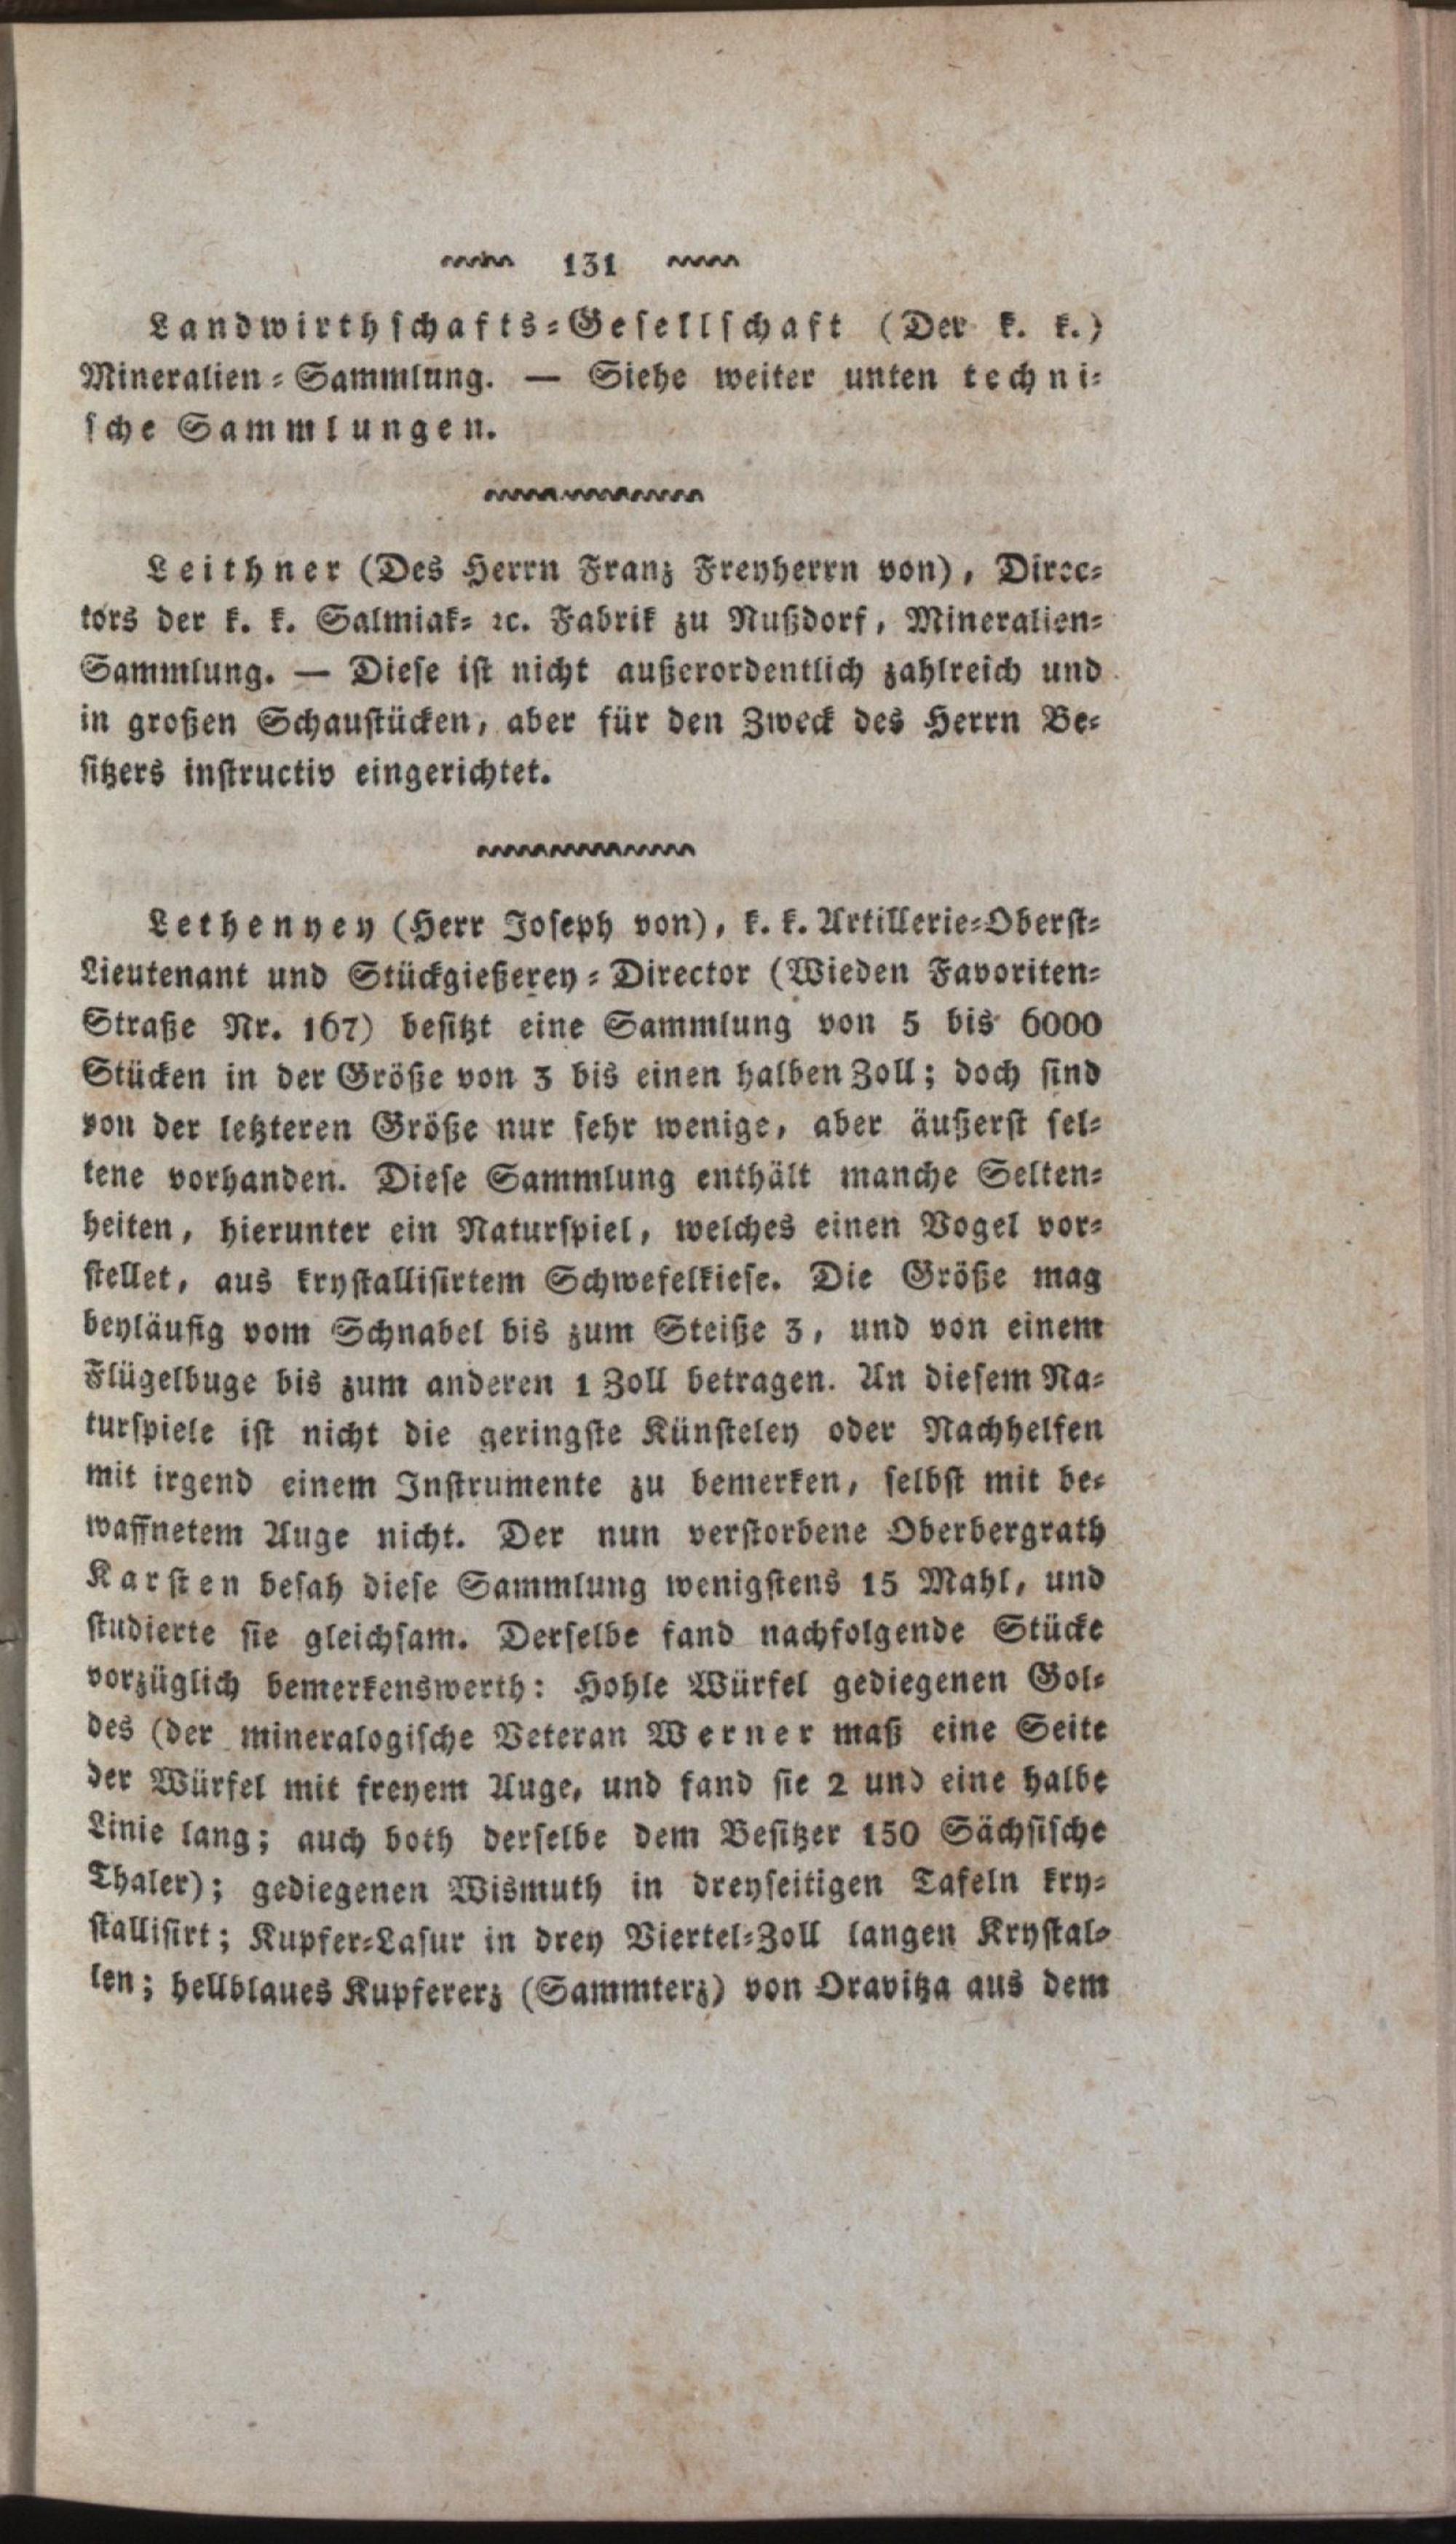 131
Landwirthschafts-Gesellschaft (Der k. k.)
Mineralien-Sammlung. — Siehe weiter unten techni-
sche Sammlungen.
Leithner (Des Herrn Franz Freyherrn von), Direc-
tors der k. k. Salmiak- ꝛc. Fabrik zu Nußdorf, Mineralien-
Sammlung. — Diese ist nicht außerordentlich zahlreich und
in großen Schaustücken, aber für den Zweck des Herrn Be-
sitzers instructiv eingerichtet.
Lethenyey (Herr Joseph von), k. k. Artillerie-Oberst-
Lieutenant und Stückgießerey-Director (Wieden Favoriten-
Straße Nr. 167) besitzt eine Sammlung von 5 bis 6000
Stücken in der Größe von 3 bis einen halben Zoll; doch sind
von der letzteren Größe nur sehr wenige, aber äußerst sel-
tene vorhanden. Diese Sammlung enthält manche Selten-
heiten, hierunter ein Naturspiel, welches einen Vogel vor-
stellet, aus krystallisirtem Schwefelkiese. Die Größe mag
beyläufig vom Schnabel bis zum Steiße 3, und von einem
Flügelbuge bis zum anderen 1 Zoll betragen. An diesem Na-
turspiele ist nicht die geringste Künsteley oder Nachhelfen
mit irgend einem Instrumente zu bemerken, selbst mit be-
waffnetem Auge nicht. Der nun verstorbene Oberbergrath
Karsten besah diese Sammlung wenigstens 15 Mahl, und
studierte sie gleichsam. Derselbe fand nachfolgende Stücke
vorzüglich bemerkenswerth: Hohle Würfel gediegenen Gol-
des (der mineralogische Veteran Werner maß eine Seite
der Würfel mit freyem Auge, und fand sie 2 und eine halbe
Linie lang; auch both derselbe dem Besitzer 150 Sächsische
Thaler); gediegenen Wismuth in dreyseitigen Tafeln kry-
stallisirt; Kupfer-Lasur in drey Viertel-Zoll langen Krystal-
len; hellblaues Kupfererz (Sammterz) von Oravitza aus dem